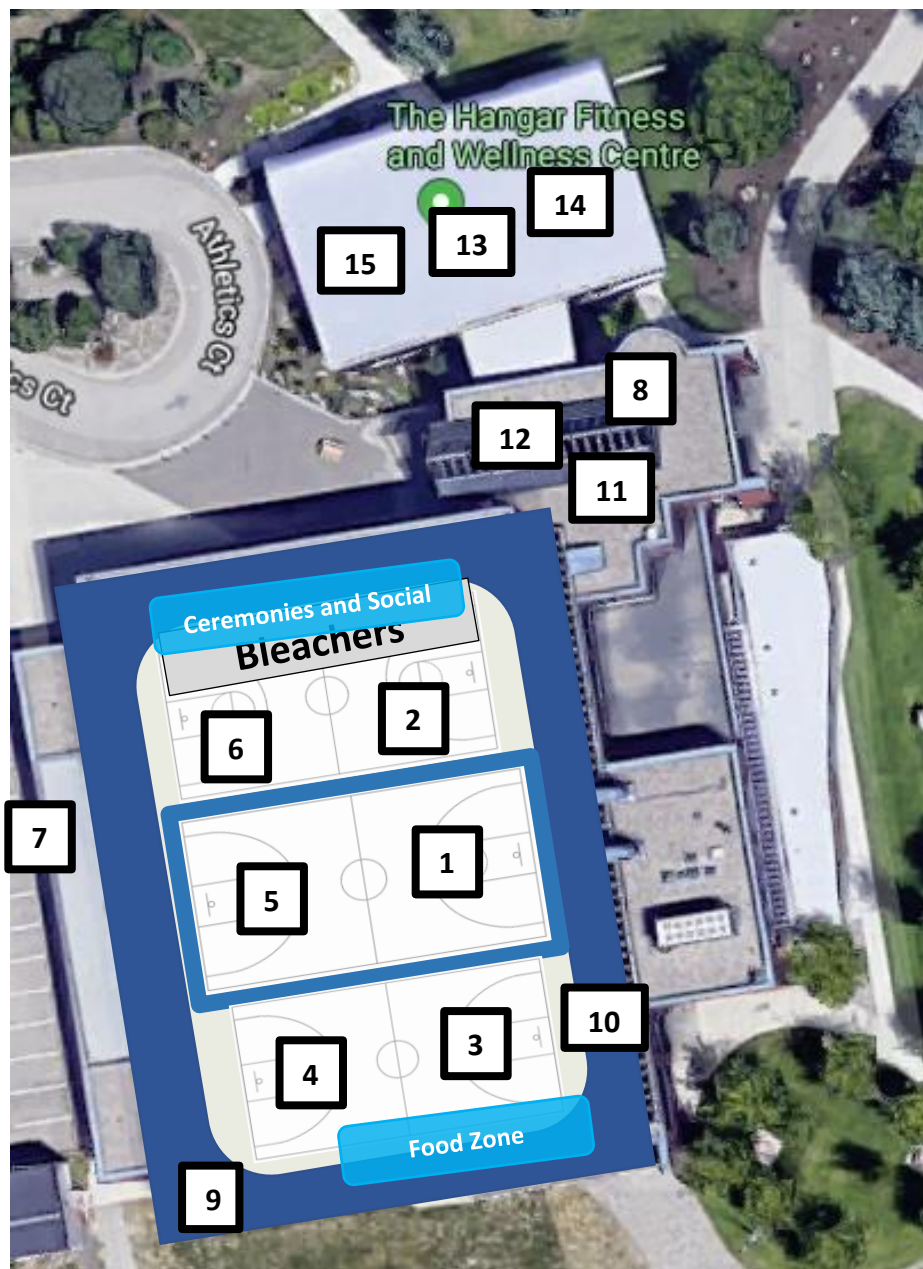 The Hangar Fitness
and Wellness Centre
14
13
15
Athletics Ct
cs Ct
8
12
11
Ceremonies and Social
Bleachers
2
6
7
1
5
10
3
4
Food Zone
9